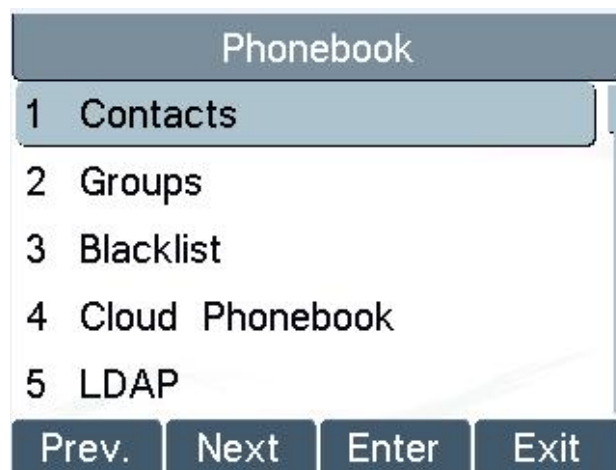 Phonebook
1 Contacts
2 Groups
3 Blacklist
4 Cloud Phonebook
5 LDAP
Prev. Next Enter Exit